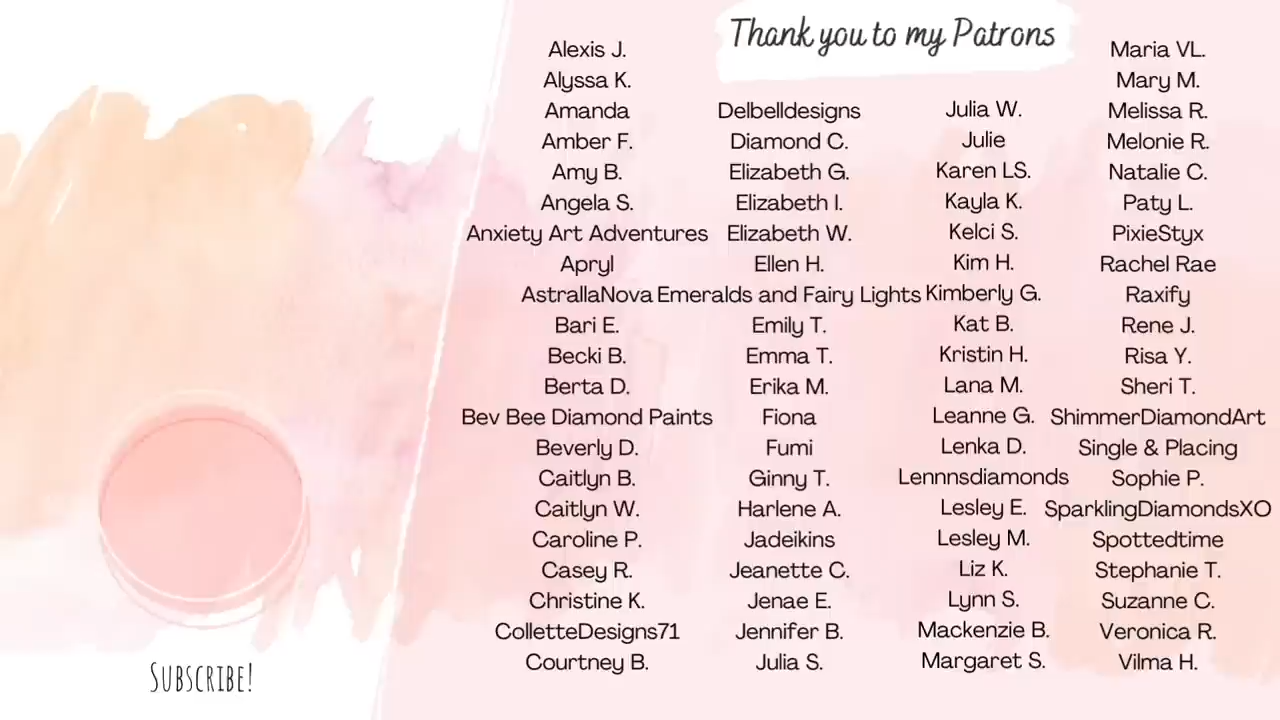 Thank you to my Patrons
Alexis J.
Alyssa K.
Amanda
Amber F.
Amy B.
Angela S.
Anxiety Art Adventures
Apryl
AstrallaNova
Bari E.
Becki B.
Berta D.
Bev Bee Diamond Paints
Beverly D.
Caitlyn B.
Caitlyn W.
Caroline P.
Casey R.
Christine K.
ColletteDesigns71
Courtney B.
Delbelldesigns
Diamond C.
Elizabeth G.
Elizabeth I.
Elizabeth W.
Ellen H.
Emeralds and Fairy Lights
Emily T.
Emma T.
Erika M.
Fiona
Fumi
Ginny T.
Harlene A.
Jadeikins
Jeanette C.
Jenae E.
Jennifer B.
Julia S.
Julia W.
Julie
Karen LS.
Kayla K.
Kelci S.
Kim H.
Kimberly G.
Kat B.
Kristin H.
Lana M.
Leanne G.
Lenka D.
Lennnsdiamonds
Lesley E.
Lesley M.
Liz K.
Lynn S.
Mackenzie B.
Margaret S.
Maria VL.
Mary M.
Melissa R.
Melonie R.
Natalie C.
Paty L.
PixieStyx
Rachel Rae
Raxify
Rene J.
Risa Y.
Sheri T.
ShimmerDiamondArt
Single & Placing
Sophie P.
SparklingDiamondsXO
Spottedtime
Stephanie T.
Suzanne C.
Veronica R.
Vilma H.
Subscribe!